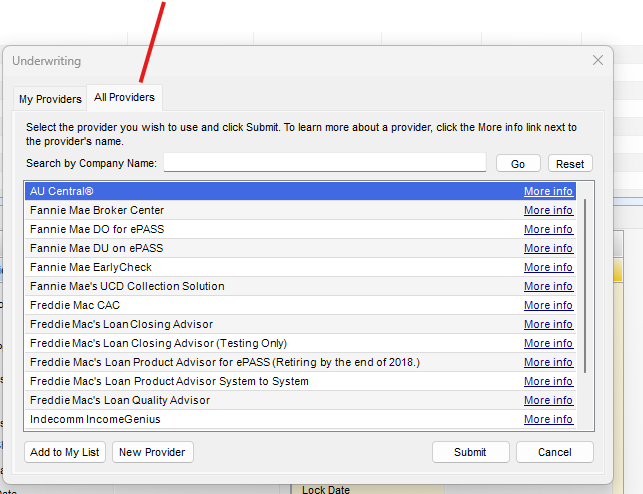 Underwriting
My Providers
All Providers
Select the provider you wish to use and click Submit. To learn more about a provider, click the More info link next to
the provider's name.
Search by Company Name:
Go
Reset
AU Central® More info
Fannie Mae Broker Center More info
Fannie Mae DO for ePASS More info
Fannie Mae DU on ePASS More info
Fannie Mae EarlyCheck More info
Fannie Mae's UCD Collection Solution More info
Freddie Mac CAC More info
Freddie Mac's Loan Closing Advisor More info
Freddie Mac's Loan Closing Advisor (Testing Only) More info
Freddie Mac's Loan Product Advisor for ePASS (Retiring by the end of 2018.) More info
Freddie Mac's Loan Product Advisor System to System More info
Freddie Mac's Loan Quality Advisor More info
Indecomm IncomeGenius More info
Add to My List
New Provider
Submit
Cancel
Lock Date